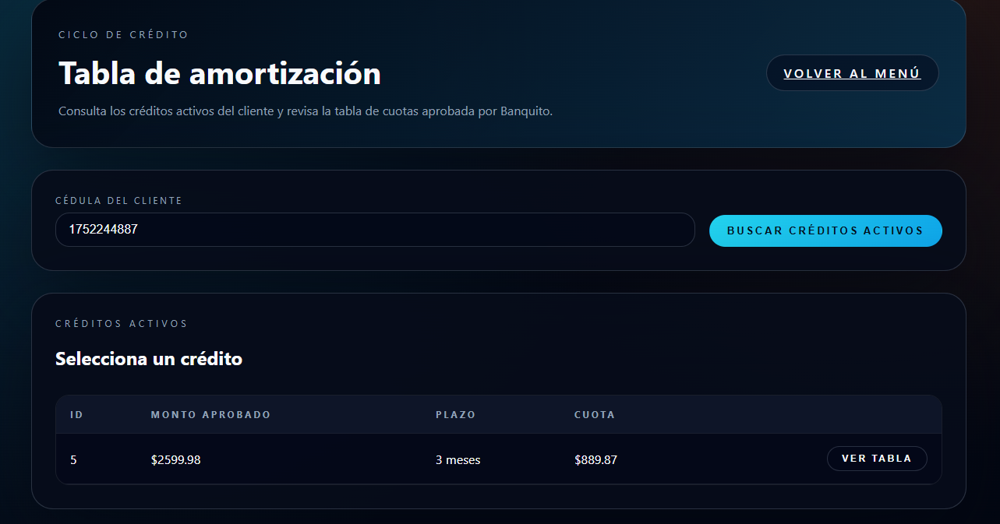 CICLO DE CRÉDITO
Tabla de amortización
VOLVER AL MENÚ
Consulta los créditos activos del cliente y revisa la tabla de cuotas aprobada por Banquito.
CÉDULA DEL CLIENTE
1752244887
BUSCAR CRÉDITOS ACTIVOS
CRÉDITOS ACTIVOS
Selecciona un crédito
ID MONTO APROBADO PLAZO CUOTA
5 $2599.98 3 meses $889.87 VER TABLA